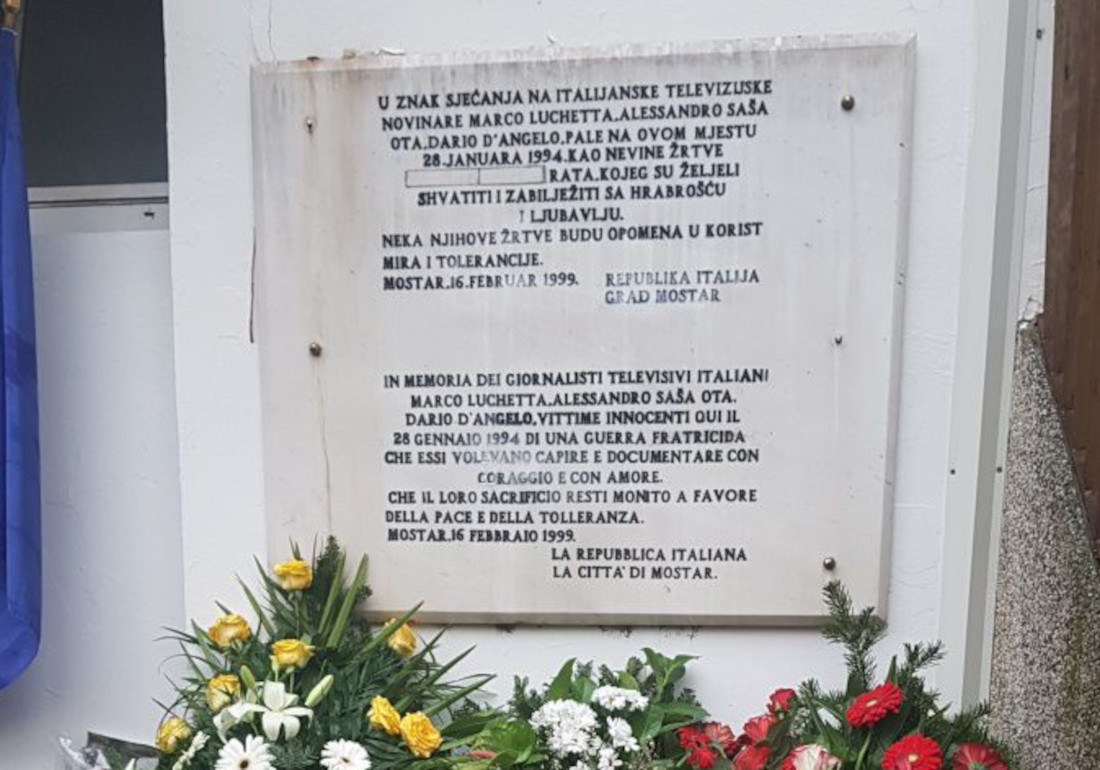 U ZNAK SJEĆANJA NA ITALIJANSKE TELEVIZIJSKE
NOVINARE MARCO LUCHETTA..ALESSANDRO SAŠA
OTA.DARIO D'ANGELO.PALE NA OVOM MJESTU
28.JANUARA 1994.KAO NEVINE ŽRTVE
RATA.KOJEG SU ŽELJELI
SHVATITI I ZABILJEŽITI SA HRABROŠĆU
I LJUBAVLJU.
NEKA NJIHOVE ŽRTVE BUDU OPOMENA U KORIST
MIRA I TOLERANCIJE.
MOSTAR.16.FEBRUAR 1999. REPUBLIKA ITALIJA
GRAD MOSTAR
IN MEMORIA DEI GIORNALISTI TELEVISIVI ITALIANI
MARCO LUCHETTA..ALESSANDRO SAŠA OTA.
DARIO D'ANGELO.VITTIME INNOCENTI QUI IL
28 GENNAIO 1994 DI UNA GUERRA FRATRICIDA
CHE ESSI VOLEVANO CAPIRE E DOCUMENTARE CON
CORAGGIO E CON AMORE.
CHE IL LORO SACRIFICIO RESTI MONITO A FAVORE
DELLA PACE E DELLA TOLLERANZA.
MOSTAR.16 FEBBRAIO 1999.
LA REPUBBLICA ITALIANA
LA CITTA' DI MOSTAR.